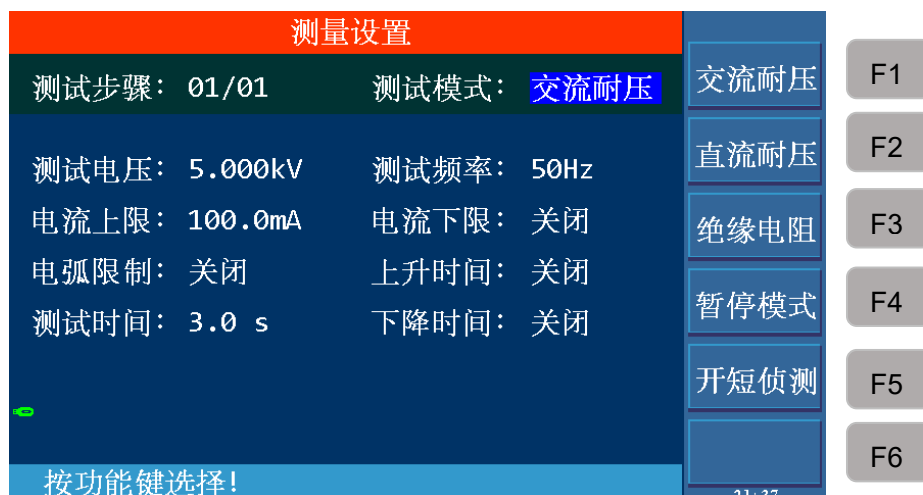 测量设置
测试步骤： 01/01 测试模式： 交流耐压
测试电压： 5.000kV 测试频率： 50Hz
电流上限： 100.0mA 电流下限： 关闭
电弧限制： 关闭 上升时间： 关闭
测试时间： 3.0 s 下降时间： 关闭
按功能键选择!
交流耐压 F1
直流耐压 F2
绝缘电阻 F3
暂停模式 F4
开短侦测 F5
F6